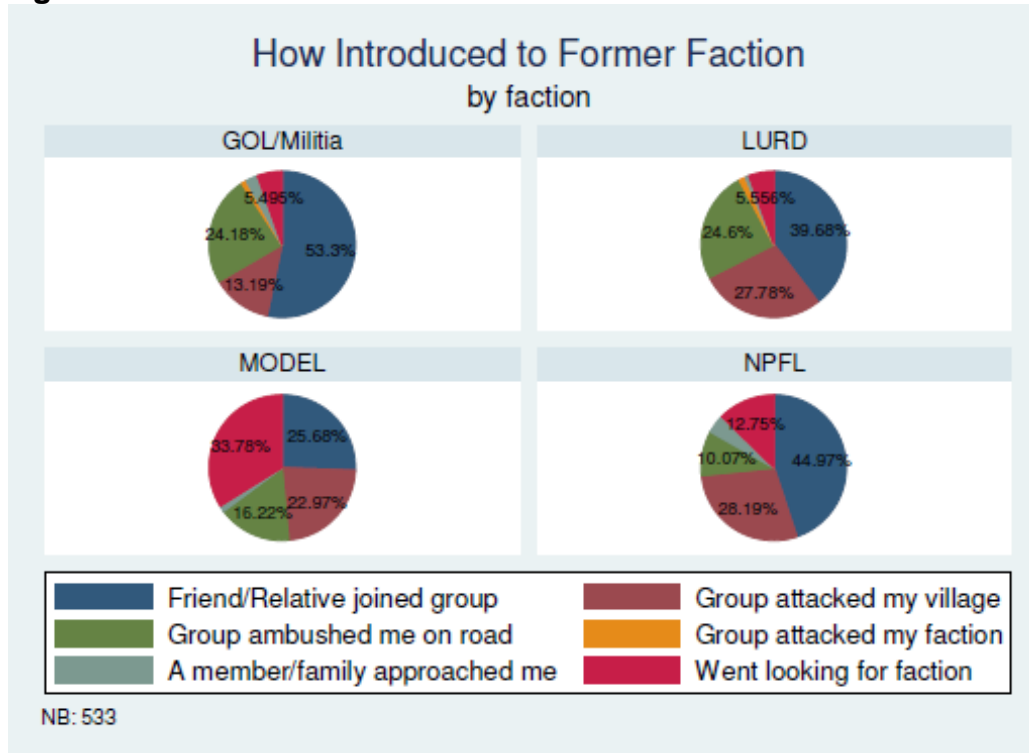 How Introduced to Former Faction
by faction
GOL/Militia
5.495%
24.18%
53.3%
13.19%
LURD
5.556%
24.6%
39.68%
27.78%
MODEL
33.78%
25.68%
16.22%
22.97%
NPFL
12.75%
10.07%
44.97%
28.19%
Friend/Relative joined group
Group attacked my village
Group ambushed me on road
Group attacked my faction
A member/family approached me
Went looking for faction
NB: 533